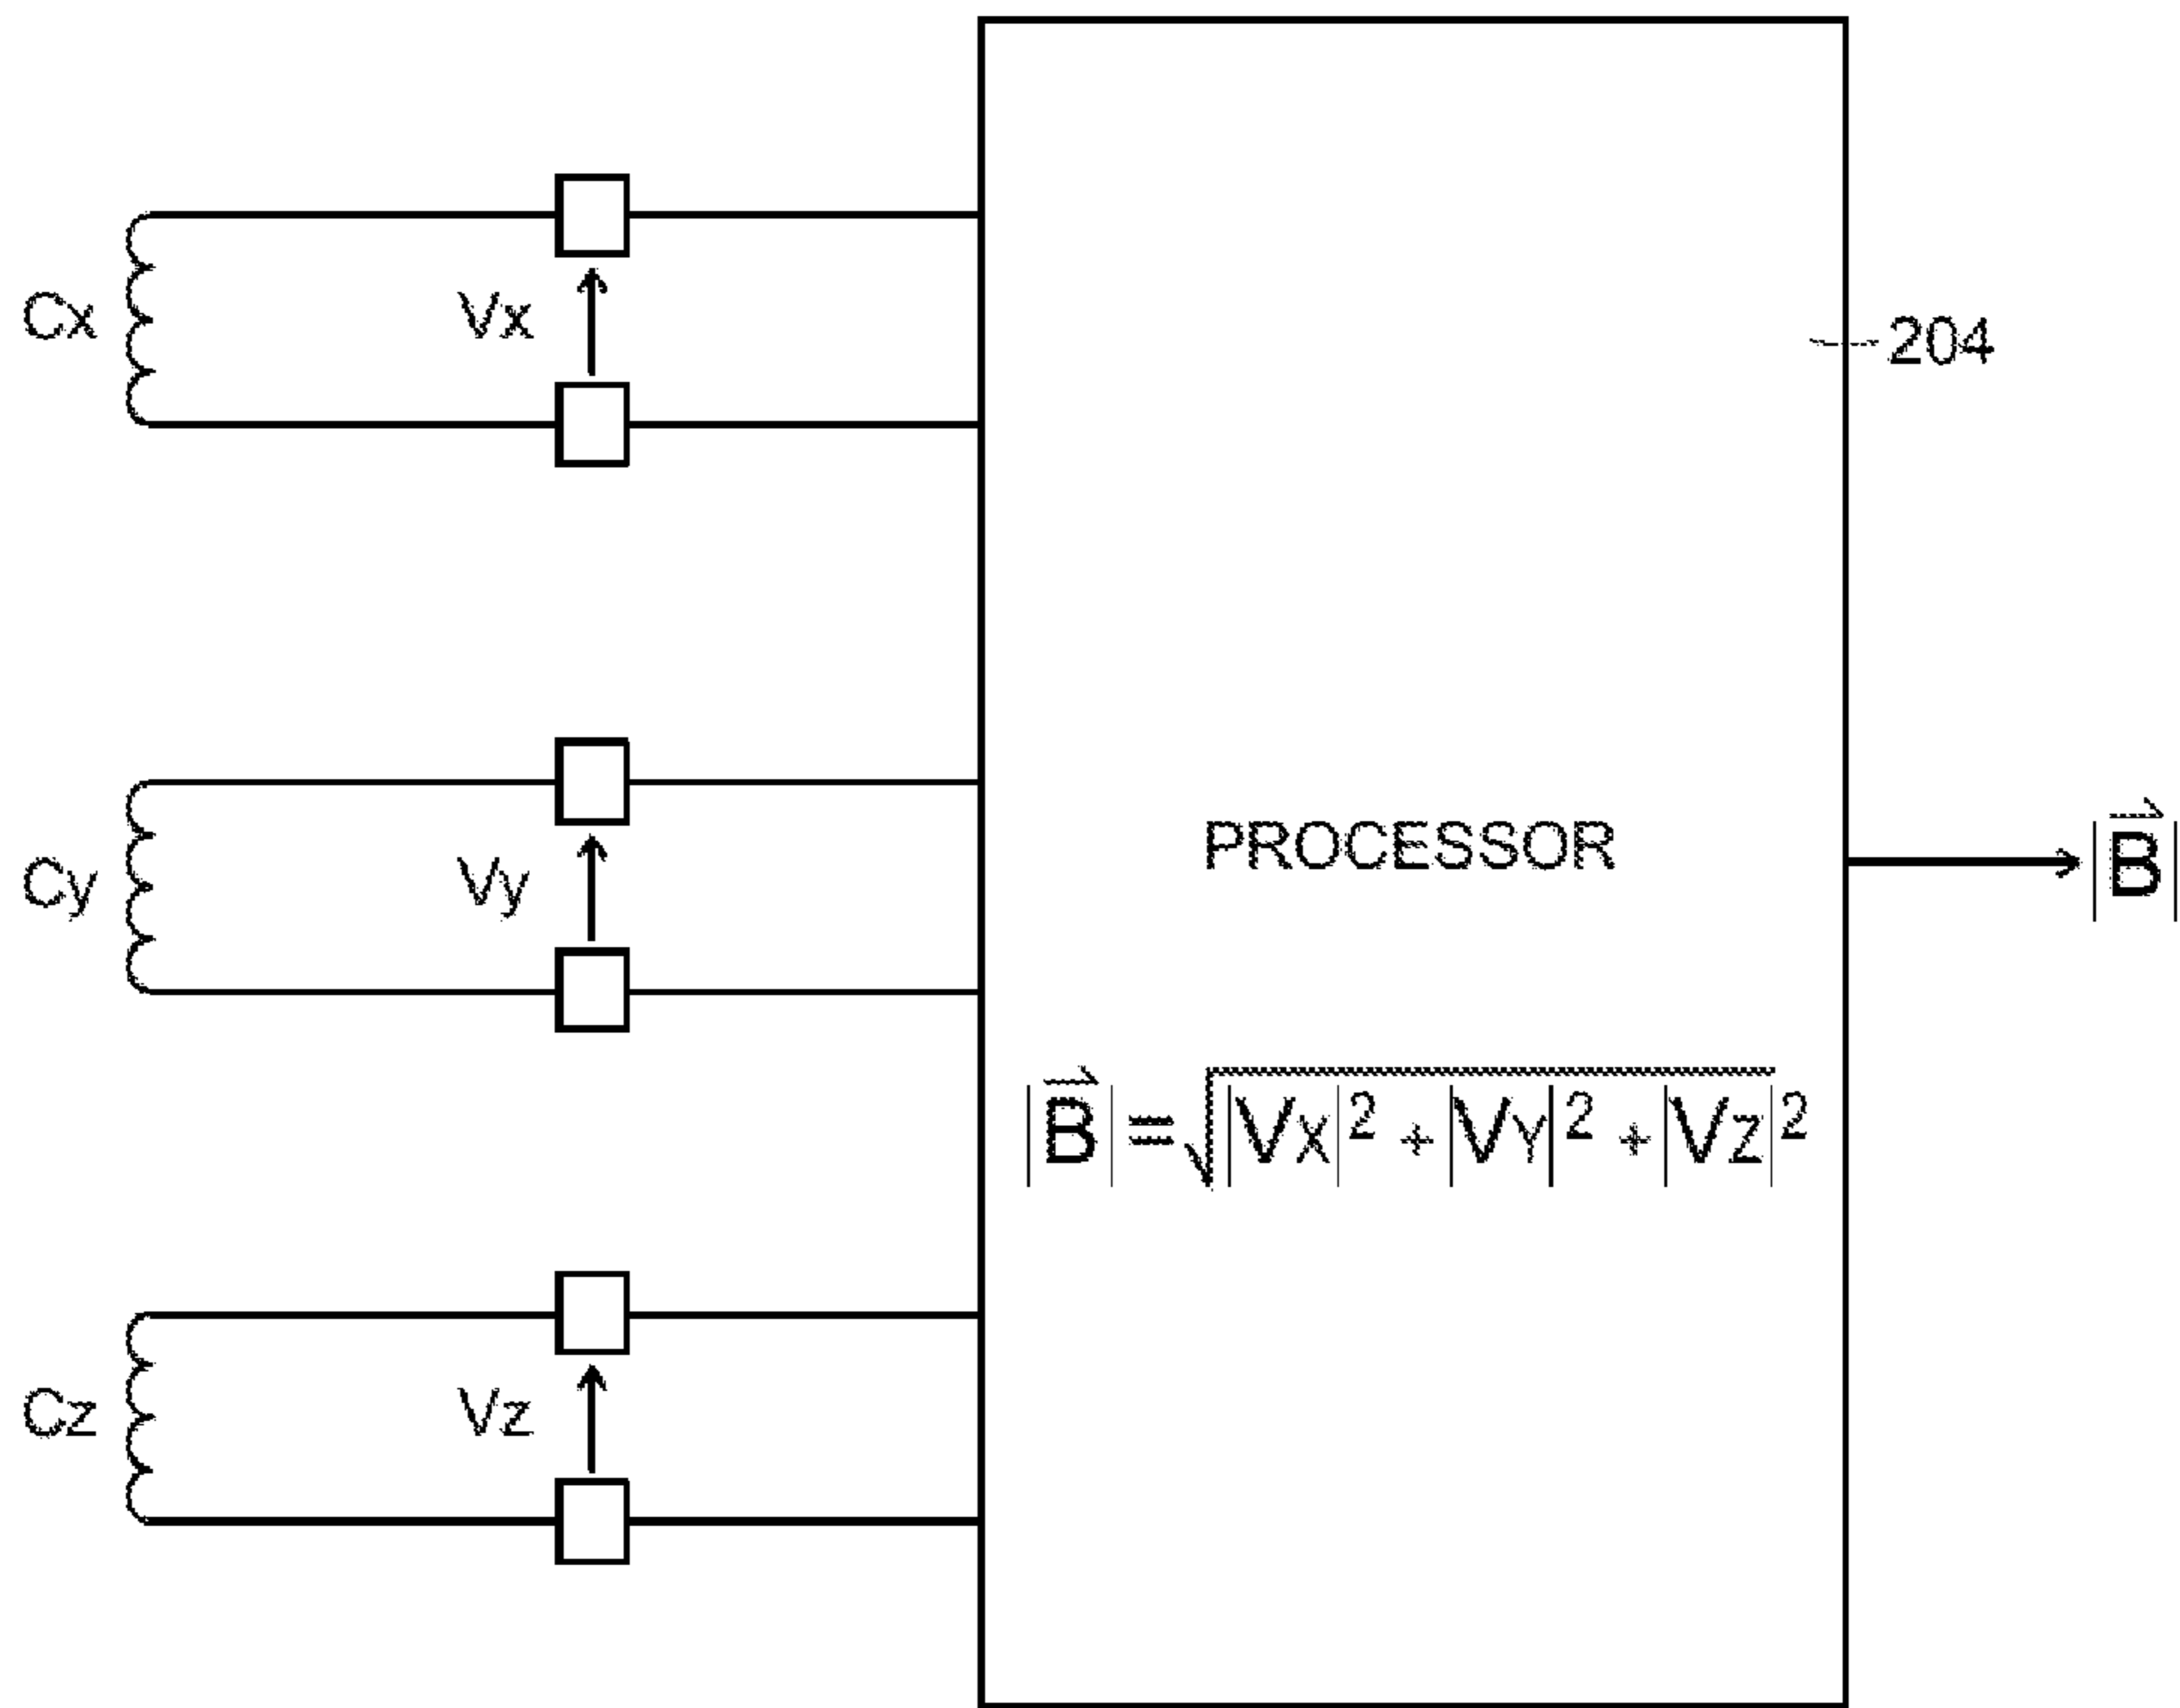 Cx
Vx
204
Cy
Vy
PROCESSOR
|B⃗|
|B⃗|=√|Vx|² + |VY|² + |Vz|²
Cz
Vz